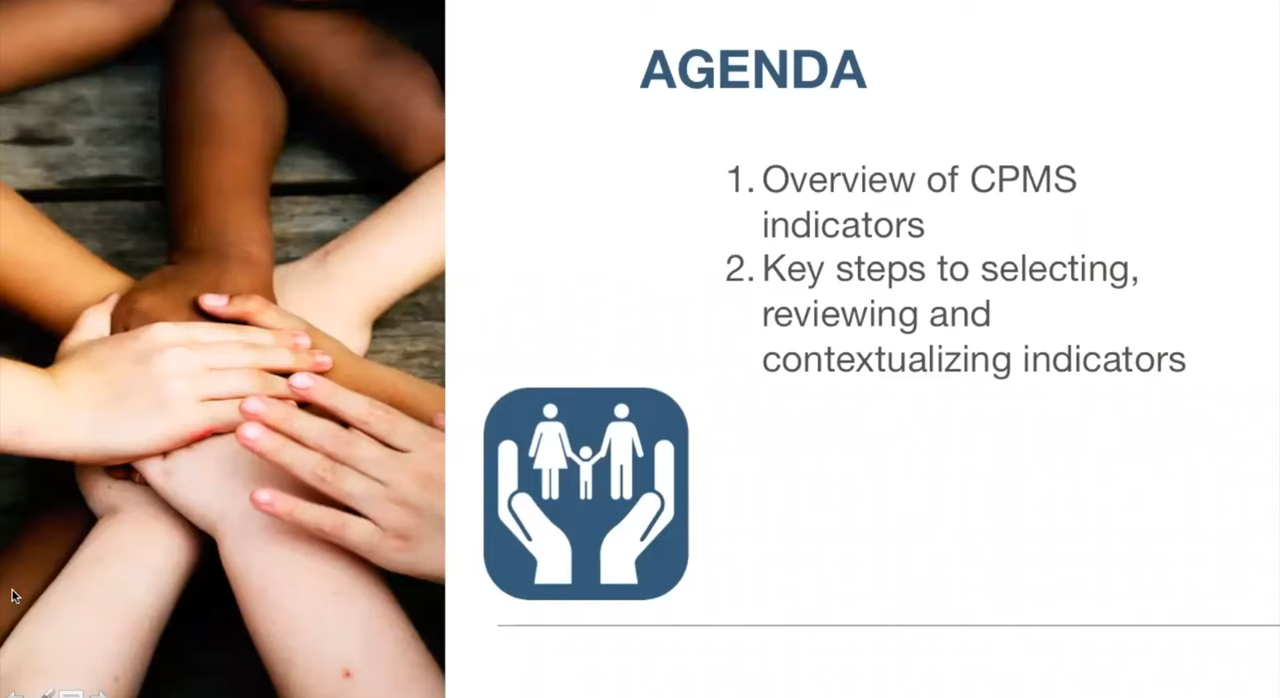 AGENDA
1. Overview of CPMS
indicators
2. Key steps to selecting,
reviewing and
contextualizing indicators